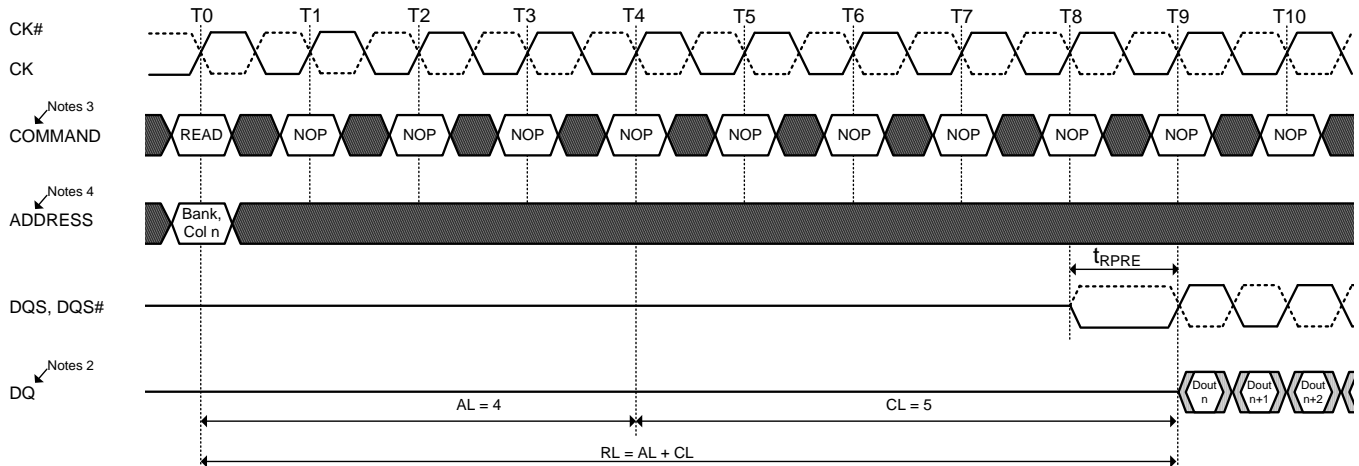 T0 T1 T2 T3 T4 T5 T6 T7 T8 T9 T10
CK#
CK
Notes 3
COMMAND
READ NOP NOP NOP NOP NOP NOP NOP NOP NOP NOP
Notes 4
ADDRESS
Bank,
Col n
tRPRE
DQS, DQS#
Notes 2
DQ
Dout Dout Dout
n n+1 n+2
AL = 4 CL = 5
RL = AL + CL